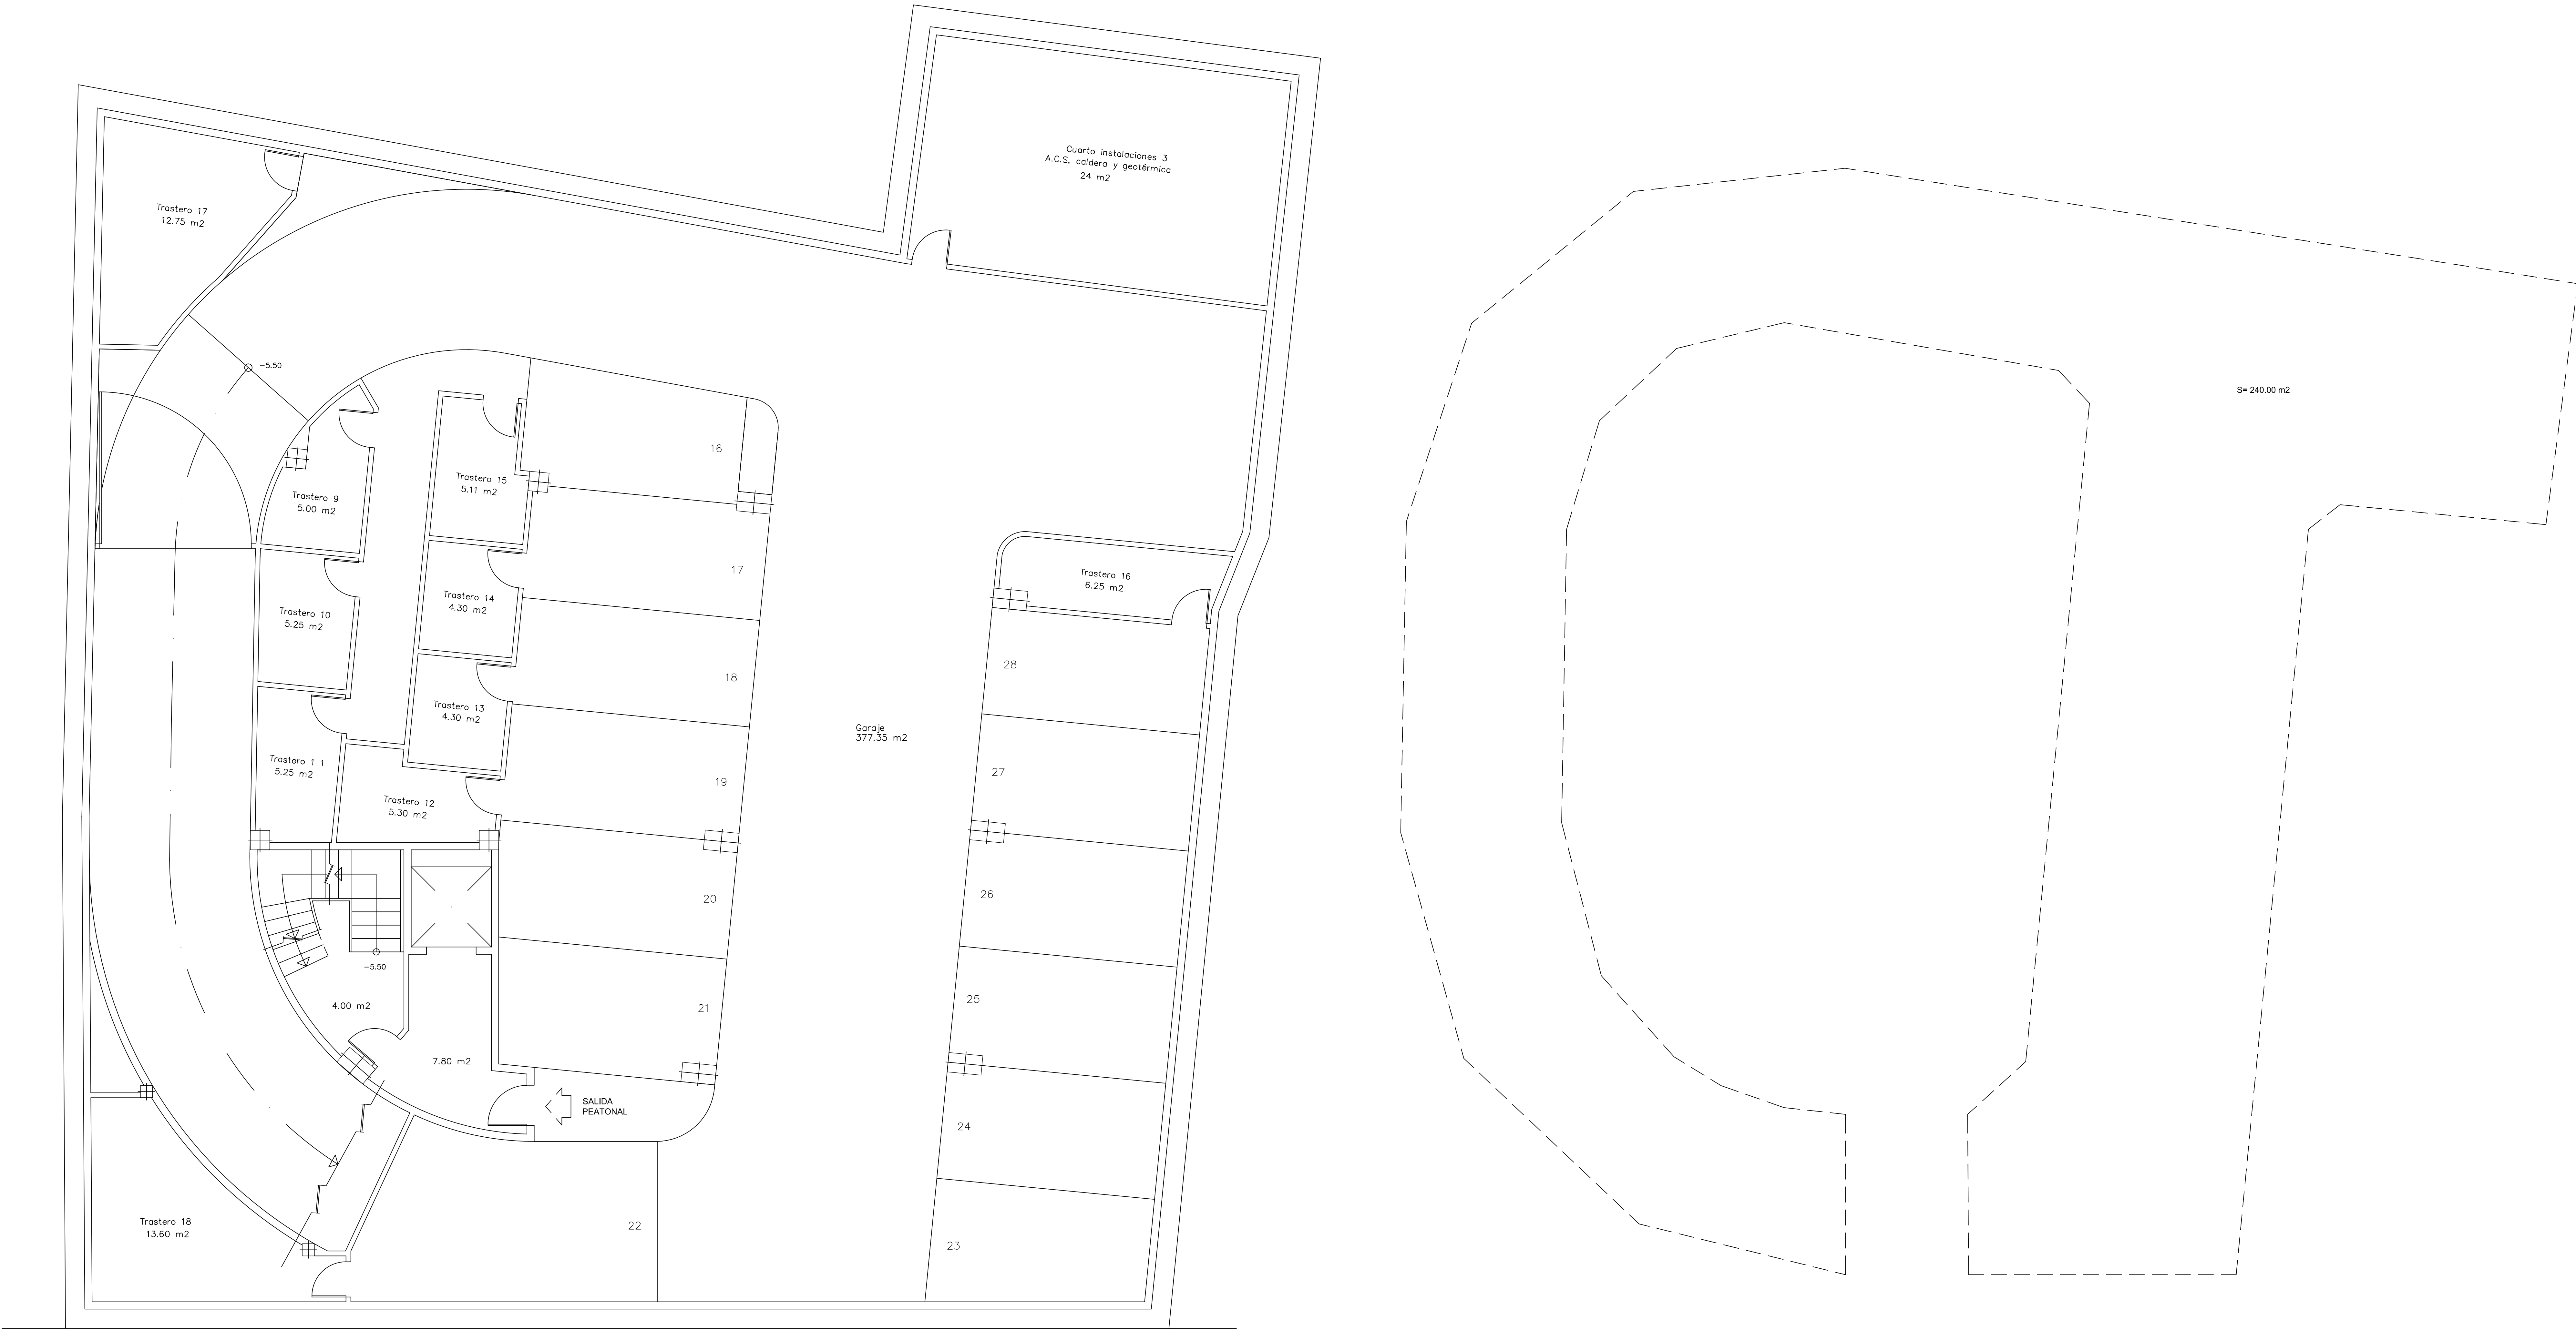 Cuarto instalaciones 3
A.C.S, caldera y geotérmica
24 m2
Trastero 17
12.75 m2
-5.50
S= 240.00 m2
16
Trastero 15
5.11 m2
Trastero 9
5.00 m2
17
Trastero 16
6.25 m2
Trastero 14
4.30 m2
Trastero 10
5.25 m2
28
18
Trastero 13
4.30 m2
Garaje
377.35 m2
Trastero 1 1
5.25 m2
27
19
Trastero 12
5.30 m2
26
20
-5.50
25
4.00 m2
21
7.80 m2
SALIDA
PEATONAL
24
Trastero 18
13.60 m2
22
23